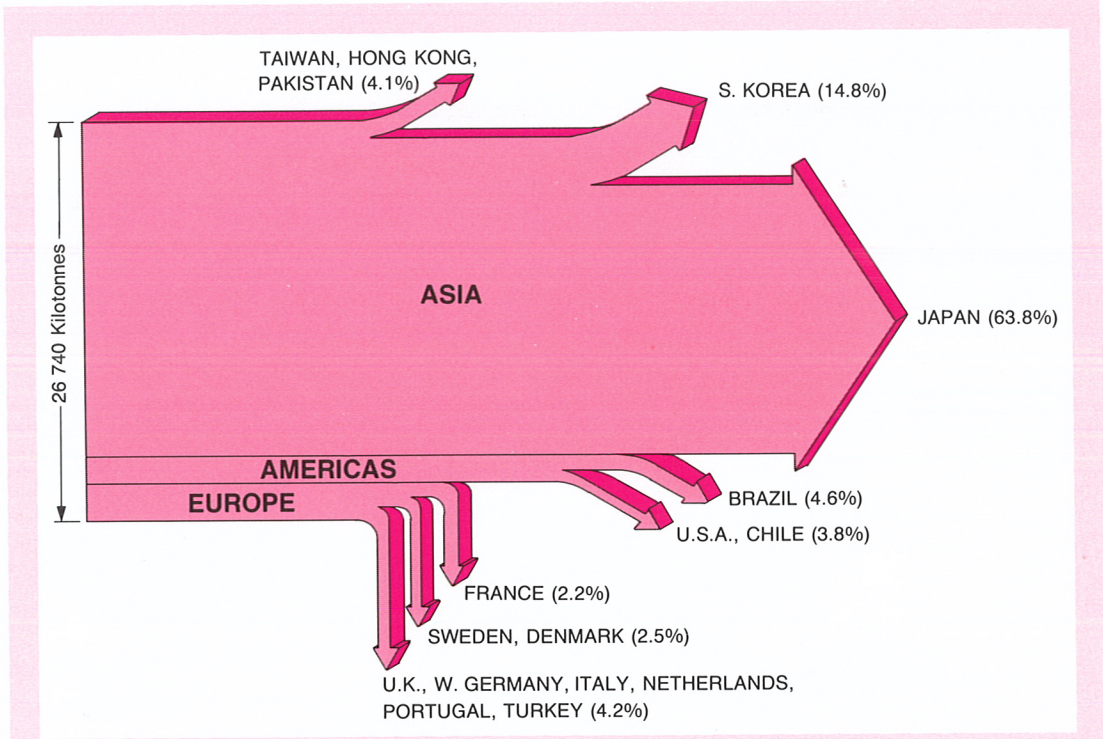 TAIWAN, HONG KONG,
PAKISTAN (4.1%)
S. KOREA (14.8%)
26 740 Kilotonnes
ASIA
JAPAN (63.8%)
AMERICAS
EUROPE
BRAZIL (4.6%)
U.S.A., CHILE (3.8%)
FRANCE (2.2%)
SWEDEN, DENMARK (2.5%)
U.K., W. GERMANY, ITALY, NETHERLANDS,
PORTUGAL, TURKEY (4.2%)